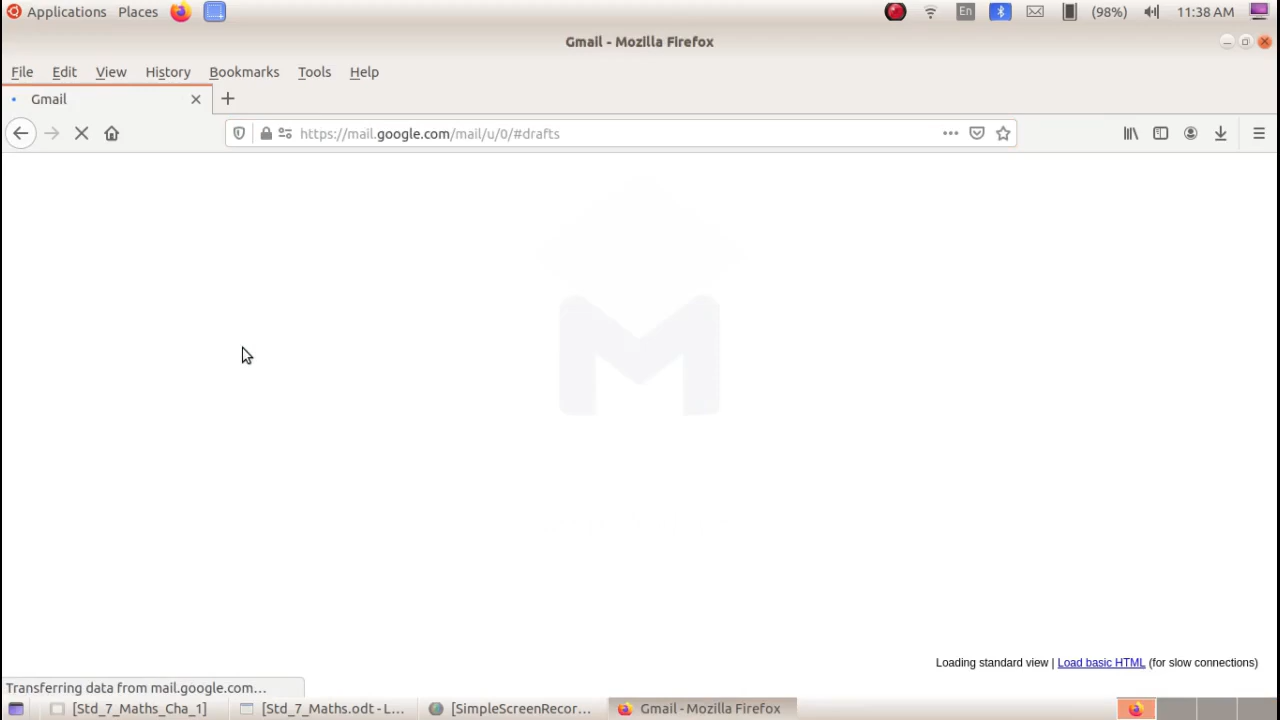 Applications Places En (98%) 11:38 AM
Gmail - Mozilla Firefox
File Edit View History Bookmarks Tools Help
Gmail
https://mail.google.com/mail/u/0/#drafts
M
Loading standard view | Load basic HTML (for slow connections)
Transferring data from mail.google.com…
[Std_7_Maths_Cha_1] [Std_7_Maths.odt - L... [SimpleScreenRecor... Gmail - Mozilla Firefox